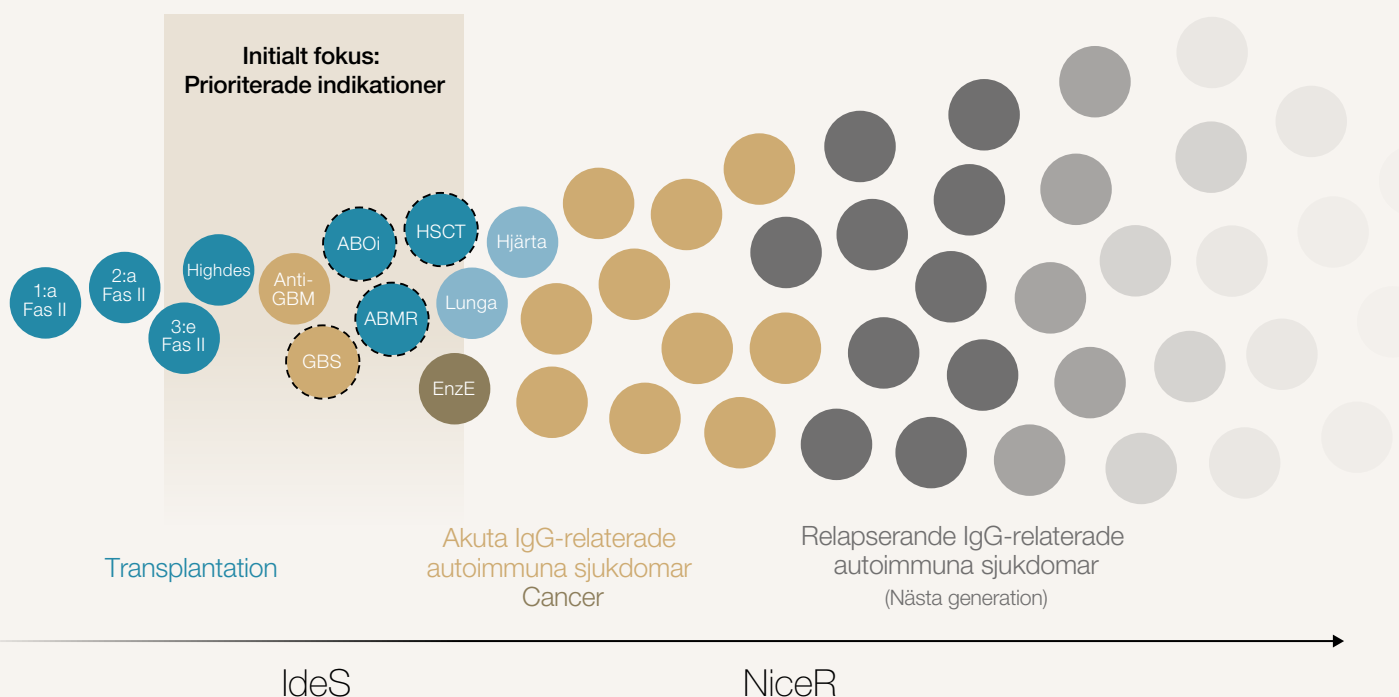 Initialt fokus:
Prioriterade indikationer
1:a
Fas II
2:a
Fas II
3:e
Fas II
Highdes
Anti-
GBM
GBS
ABOi
ABMR
HSCT
Lunga
Hjärta
EnzE
Transplantation
Akuta IgG-relaterade
autoimmuna sjukdomar
Cancer
Relapserande IgG-relaterade
autoimmuna sjukdomar
(Nästa generation)
IdeS
NiceR